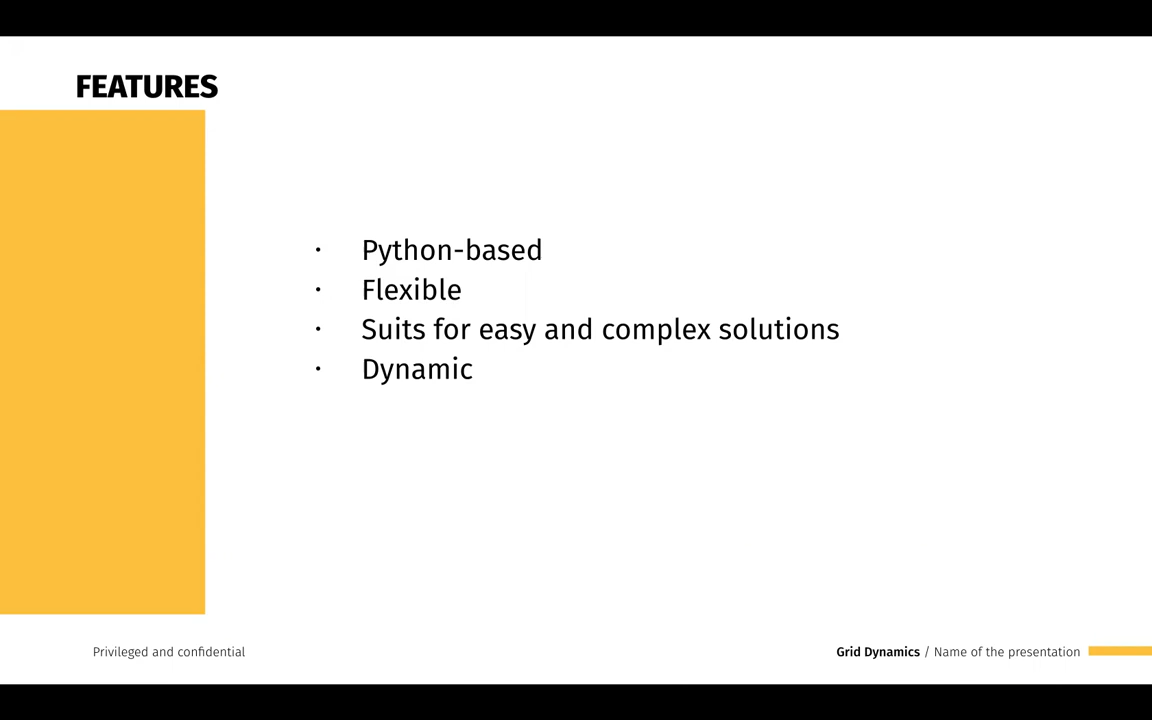 FEATURES
· Python-based
· Flexible
· Suits for easy and complex solutions
· Dynamic
Privileged and confidential
Grid Dynamics / Name of the presentation